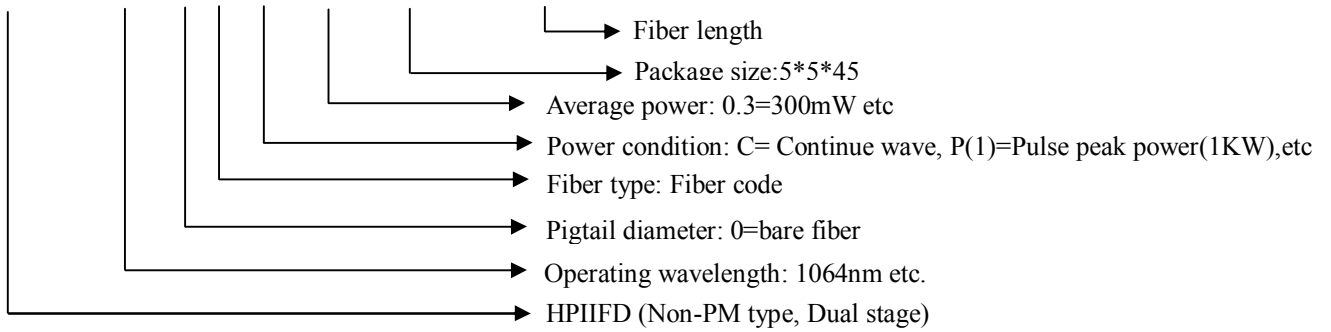 Fiber length
Package size:5*5*45
Average power: 0.3=300mW etc
Power condition: C= Continue wave, P(1)=Pulse peak power(1KW),etc
Fiber type: Fiber code
Pigtail diameter: 0=bare fiber
Operating wavelength: 1064nm etc.
HPIIFD (Non-PM type, Dual stage)